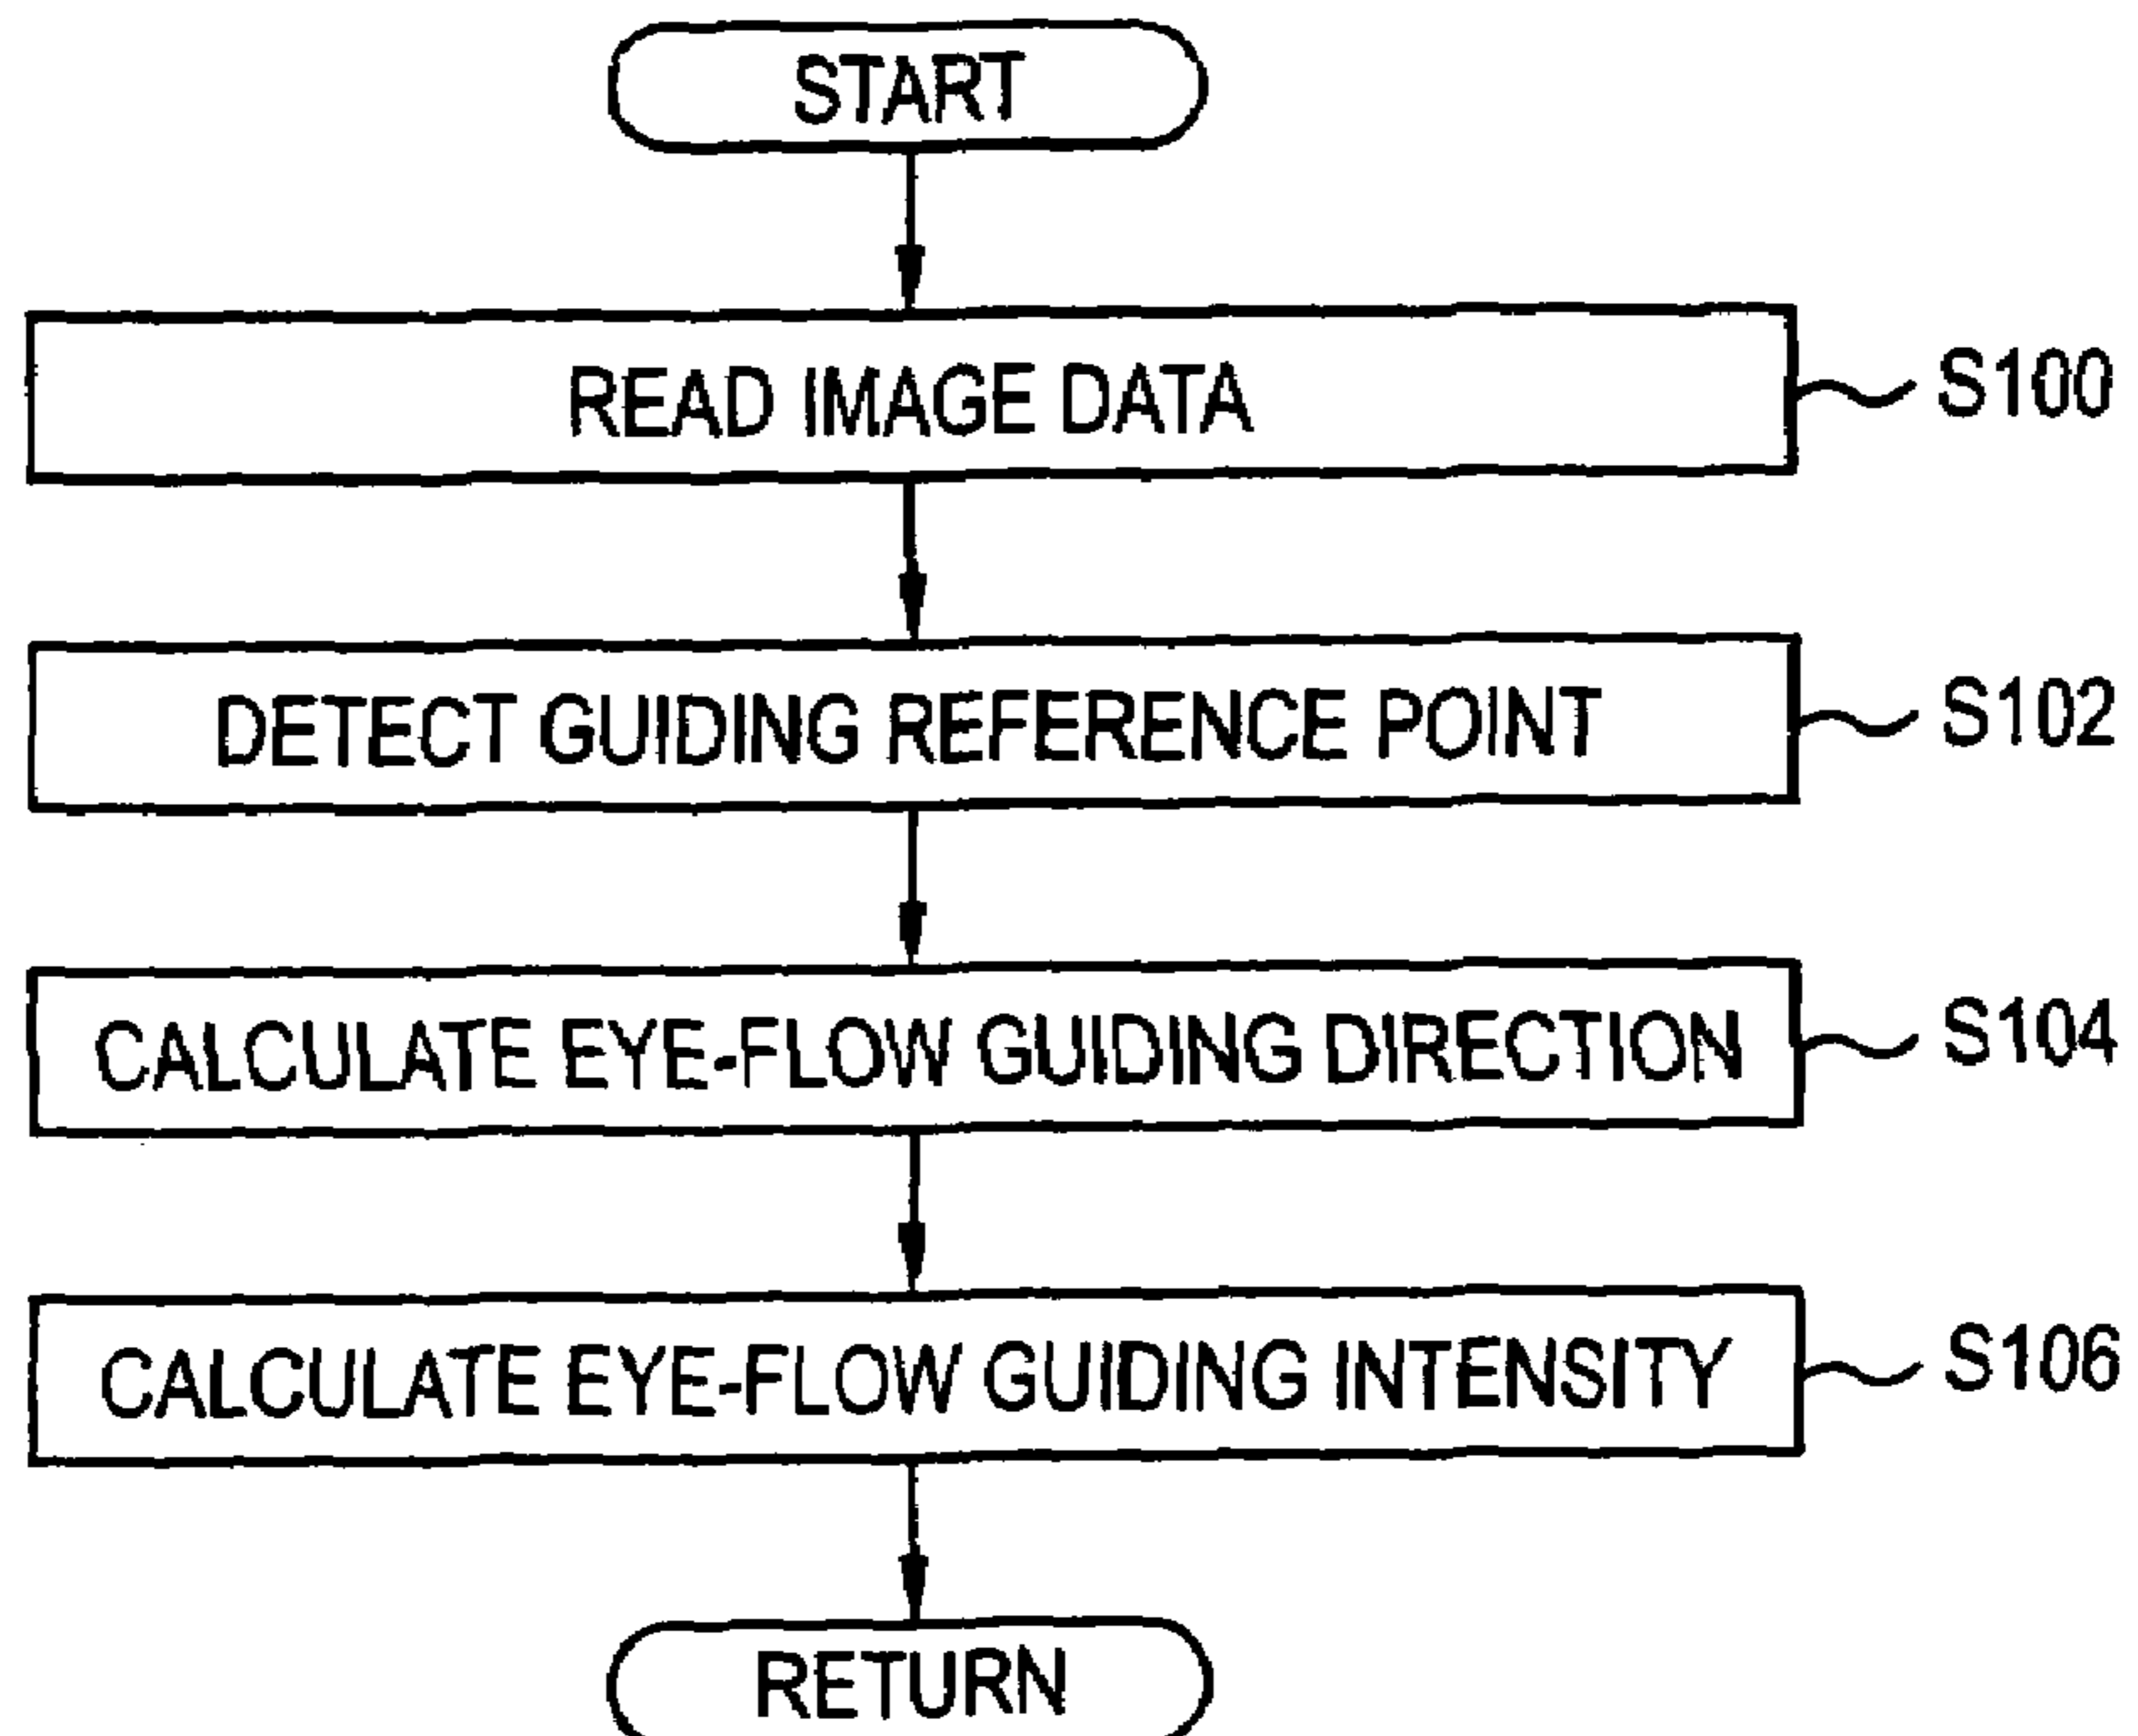 START
READ IMAGE DATA
S100
DETECT GUIDING REFERENCE POINT
S102
CALCULATE EYE-FLOW GUIDING DIRECTION
S104
CALCULATE EYE-FLOW GUIDING INTENSITY
S106
RETURN